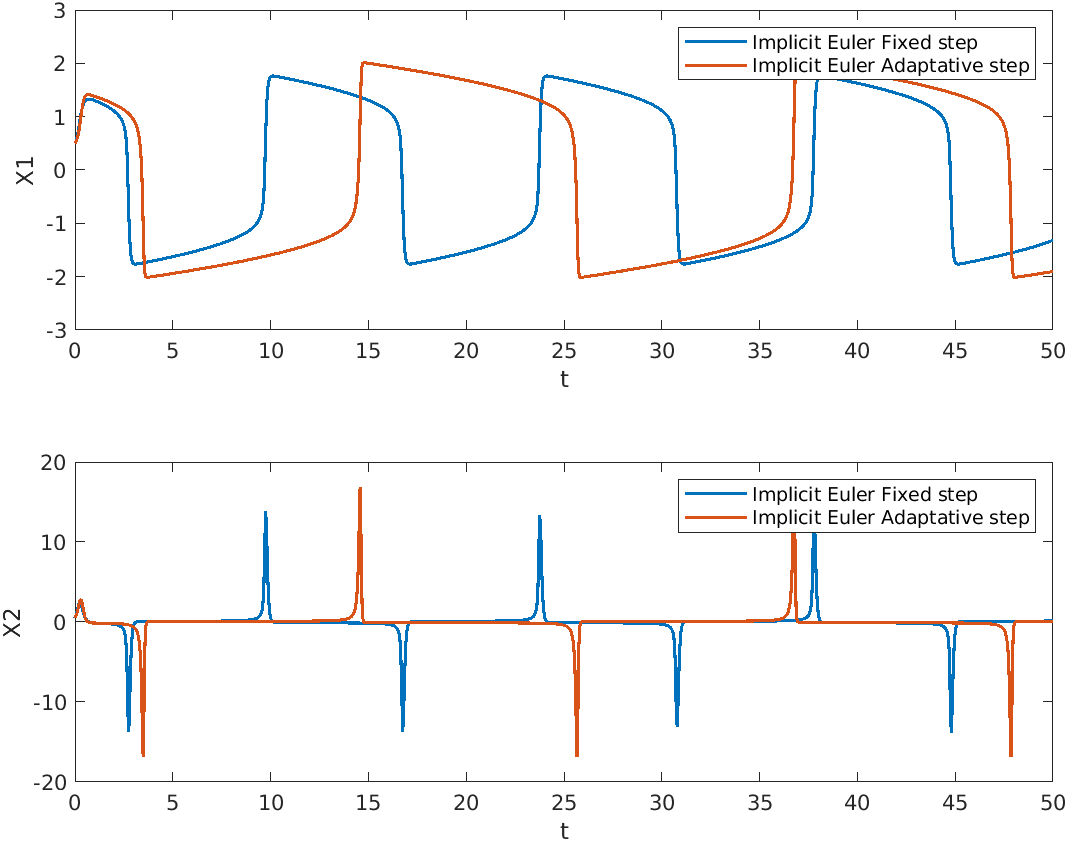 3
2
1
0
-1
-2
-3
X1
Implicit Euler Fixed step
Implicit Euler Adaptative step
0 5 10 15 20 25 30 35 40 45 50
t
20
10
0
-10
-20
X2
Implicit Euler Fixed step
Implicit Euler Adaptative step
0 5 10 15 20 25 30 35 40 45 50
t